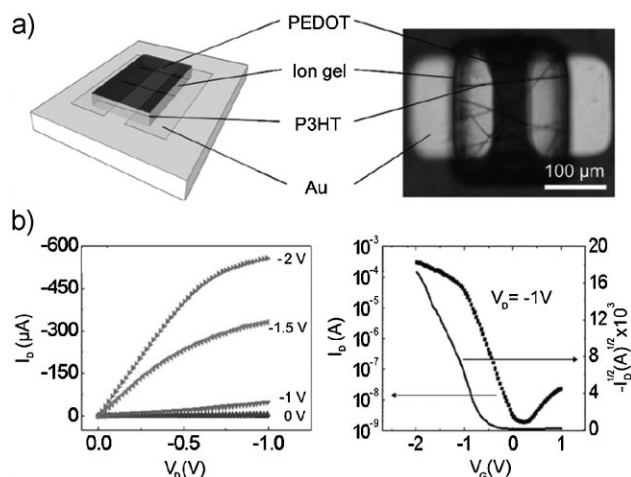 a)
PEDOT
Ion gel
P3HT
Au
100 µm
b)
-600
-450
-300
-150
0
I_D (µA)
-2 V
-1.5V
-1 V
0 V
0.0 -0.5 -1.0
V_D(V)
10^-3
10^-4
10^-5
10^-6
10^-7
10^-8
10^-9
I_D (A)
V_D= -1V
20
16
12
8
4
0
-I_D^1/2(A)^1/2 x10^3
-2 -1 0 1
V_G(V)